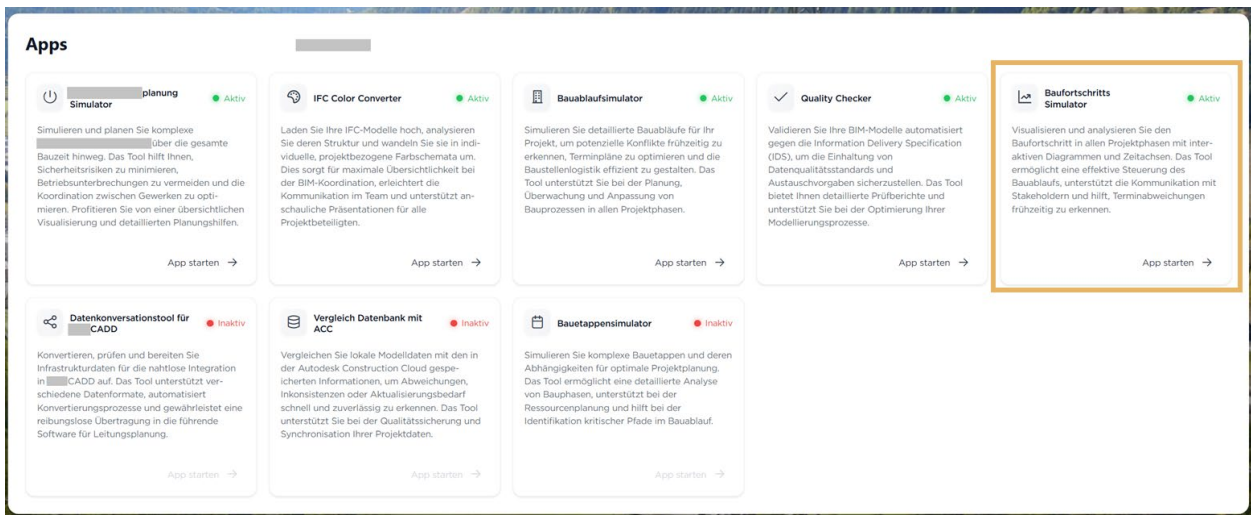 Apps
planung
Simulator
Aktiv
Simulieren und planen Sie komplexe
über die gesamte
Bauzeit hinweg. Das Tool hilft Ihnen,
Sicherheitsrisiken zu minimieren,
Betriebsunterbrechungen zu vermeiden und die
Koordination zwischen Gewerken zu opti-
mieren. Profitieren Sie von einer übersichtlichen
Visualisierung und detaillierten Planungshilfen.
App starten →
IFC Color Converter
Aktiv
Laden Sie Ihre IFC-Modelle hoch, analysieren
Sie deren Struktur und wandeln Sie sie in indi-
viduelle, projektbezogene Farbschemata um.
Dies sorgt für maximale Übersichtlichkeit bei
der BIM-Koordination, erleichtert die
Kommunikation im Team und unterstützt an-
schauliche Präsentationen für alle
Projektbeteiligten.
App starten →
Bauablaufsimulator
Aktiv
Simulieren Sie detaillierte Bauabläufe für Ihr
Projekt, um potenzielle Konflikte frühzeitig zu
erkennen, Terminpläne zu optimieren und die
Baustellenlogistik effizient zu gestalten. Das
Tool unterstützt Sie bei der Planung,
Überwachung und Anpassung von
Bauprozessen in allen Projektphasen.
App starten →
Quality Checker
Aktiv
Validieren Sie Ihre BIM-Modelle automatisiert
gegen die Information Delivery Specification
(IDS), um die Einhaltung von
Datenqualitätsstandards und
Austauschvorgaben sicherzustellen. Das Tool
bietet Ihnen detaillierte Prüfberichte und
unterstützt Sie bei der Optimierung Ihrer
Modellierungsprozesse.
App starten →
Baufortschritts
Simulator
Aktiv
Visualisieren und analysieren Sie den
Baufortschritt in allen Projektphasen mit inter-
aktiven Diagrammen und Zeitachsen. Das Tool
ermöglicht eine effektive Steuerung des
Bauablaufs, unterstützt die Kommunikation mit
Stakeholdern und hilft, Terminabweichungen
frühzeitig zu erkennen.
App starten →
Datenkonversationstool für
CADD
Inaktiv
Konvertieren, prüfen und bereiten Sie
Infrastrukturdaten für die nahtlose Integration
in CADD auf. Das Tool unterstützt ver-
schiedene Datenformate, automatisiert
Konvertierungsprozesse und gewährleistet eine
reibungslose Übertragung in die führende
Software für Leitungsplanung.
App starten →
Vergleich Datenbank mit
ACC
Inaktiv
Vergleichen Sie lokale Modelldaten mit den in
der Autodesk Construction Cloud gespe-
icherten Informationen, um Abweichungen,
Inkonsistenzen oder Aktualisierungsbedarf
schnell und zuverlässig zu erkennen. Das Tool
unterstützt Sie bei der Qualitätssicherung und
Synchronisation Ihrer Projektdaten.
App starten →
Bauetappensimulator
Inaktiv
Simulieren Sie komplexe Bauetappen und deren
Abhängigkeiten für optimale Projektplanung.
Das Tool ermöglicht eine detaillierte Analyse
von Bauphasen, unterstützt bei der
Ressourcenplanung und hilft bei der
Identifikation kritischer Pfade im Bauablauf.
App starten →